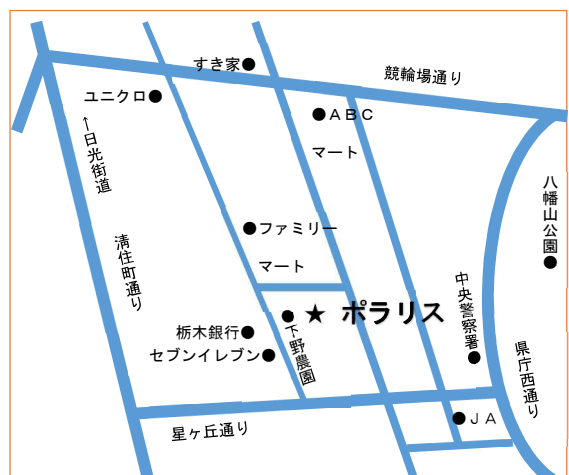 すき家●
競輪場通り
ユニクロ●
●ＡＢＣ
マート
↑日光街道
八幡山公園●
●ファミリー
マート
清住町通り
中央警察署●
●下野農園
★ ポラリス
栃木銀行●
セブンイレブン●
県庁西通り
星ヶ丘通り
●ＪＡ